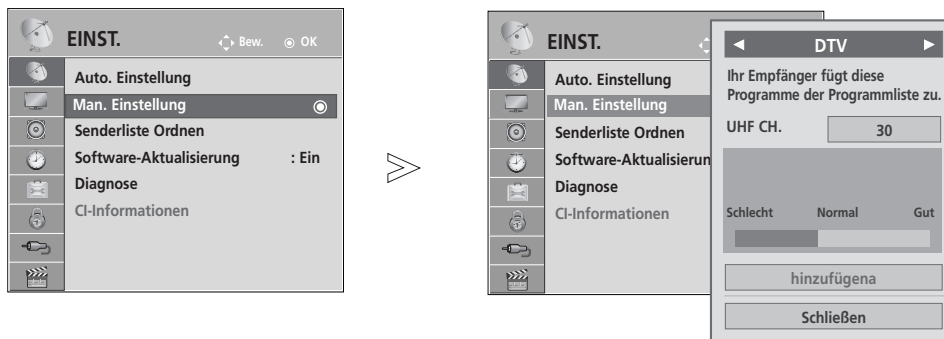 EINST.
Bew. OK
Auto. Einstellung
Man. Einstellung
Senderliste Ordnen
Software-Aktualisierung : Ein
Diagnose
CI-Informationen
EINST.
Auto. Einstellung
Man. Einstellung
Senderliste Ordnen
Software-Aktualisierun
Diagnose
CI-Informationen
DTV
Ihr Empfänger fügt diese
Programme der Programmliste zu.
UHF CH. 30
Schlecht Normal Gut
hinzufügena
Schließen